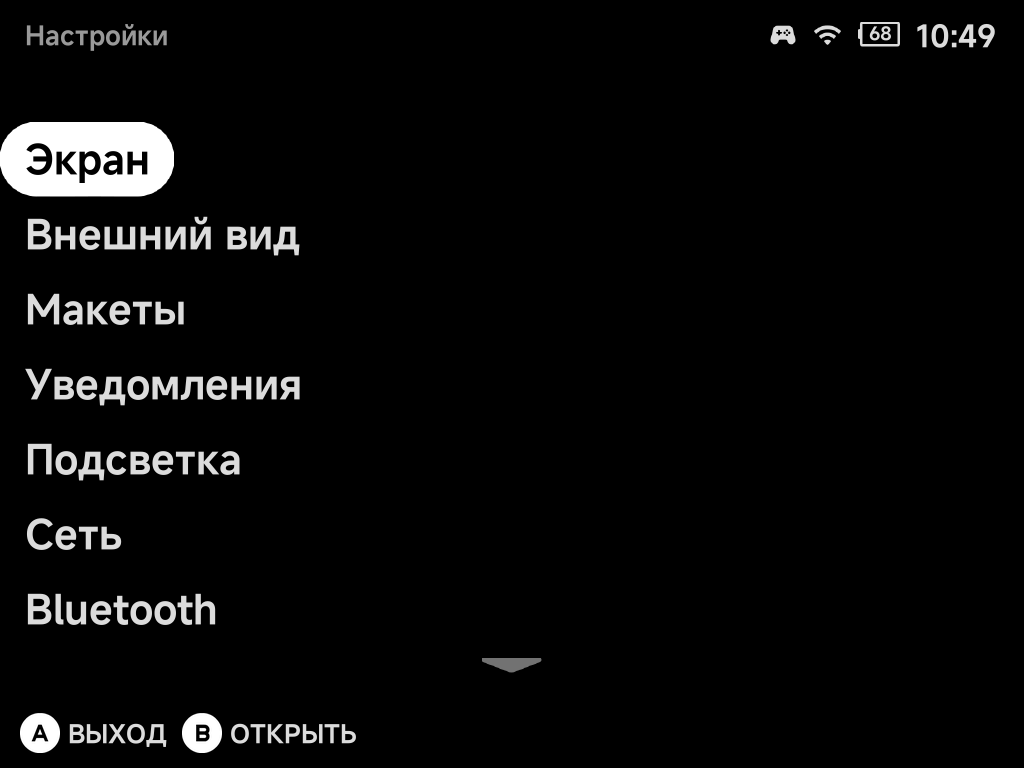 Настройки
68 10:49
Экран
Внешний вид
Макеты
Уведомления
Подсветка
Сеть
Bluetooth
A ВЫХОД B ОТКРЫТЬ